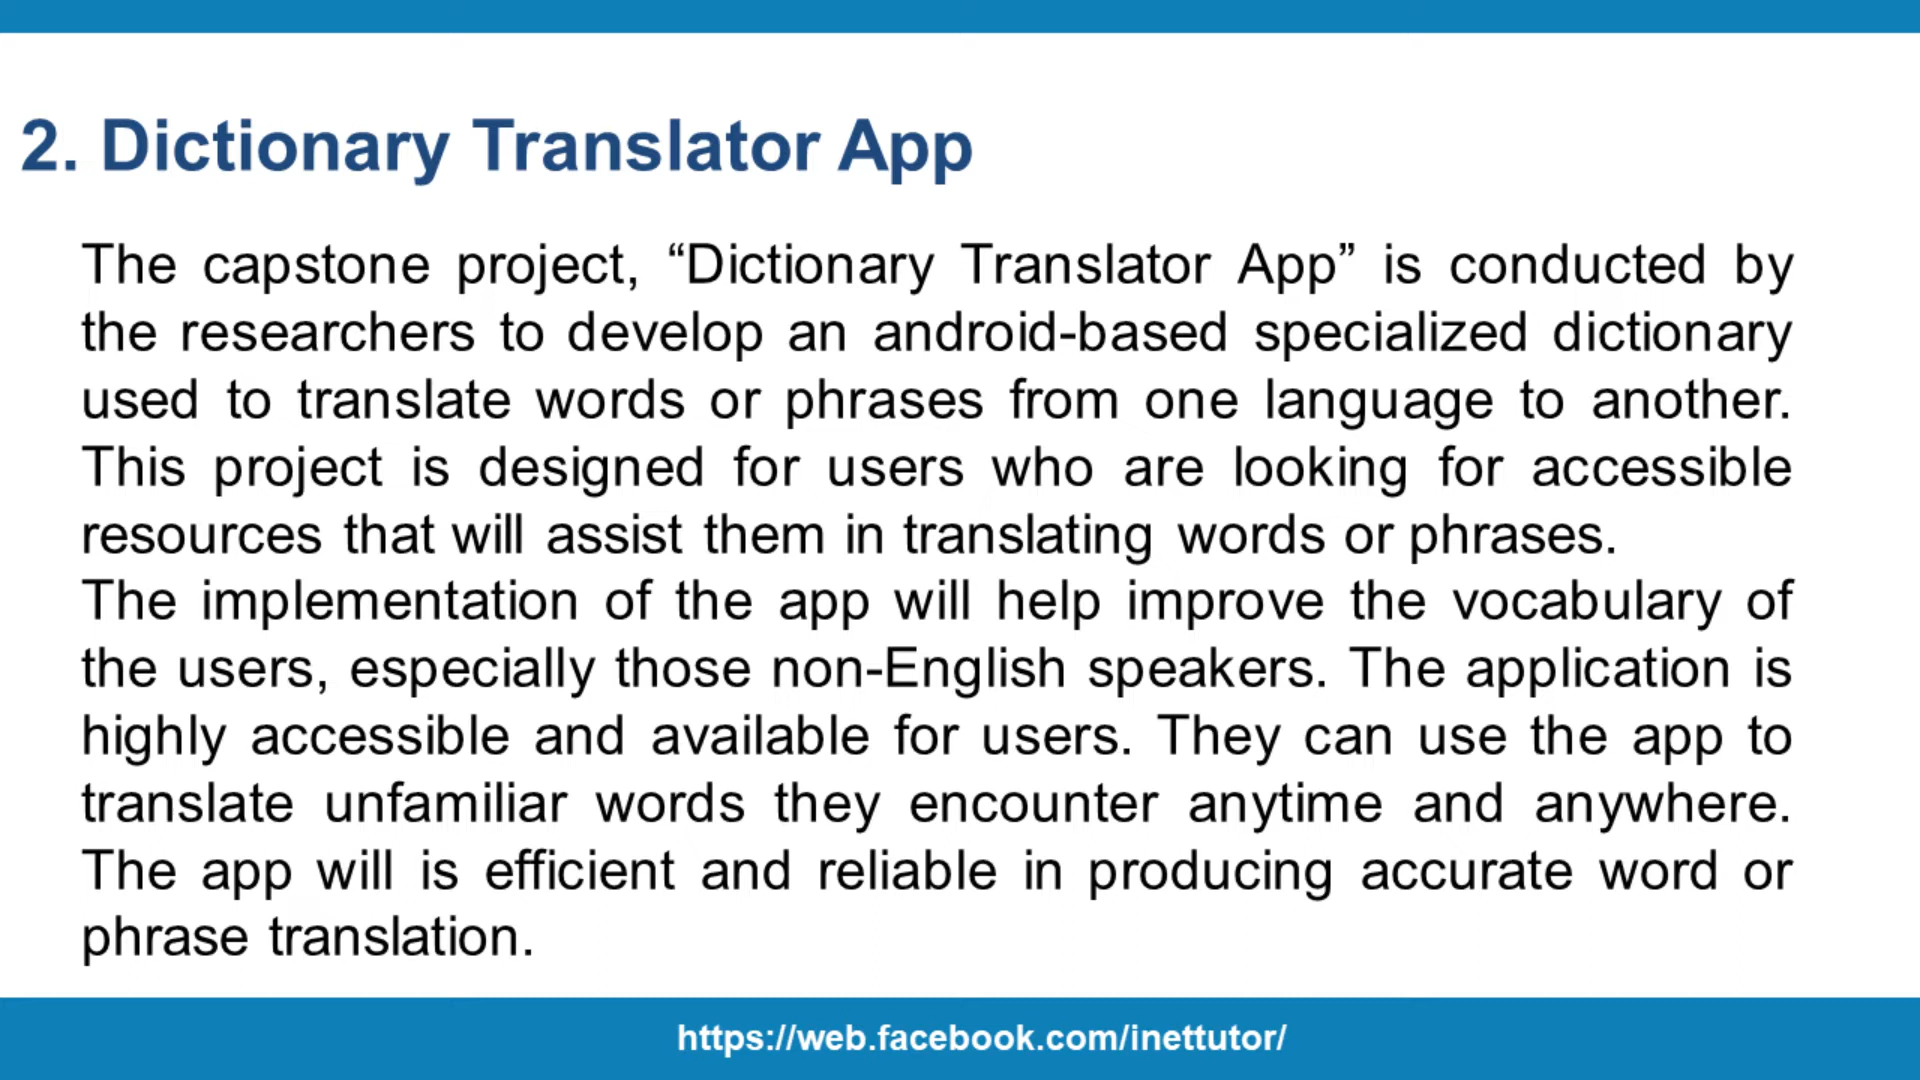 2. Dictionary Translator App
The capstone project, “Dictionary Translator App” is conducted by
the researchers to develop an android-based specialized dictionary
used to translate words or phrases from one language to another.
This project is designed for users who are looking for accessible
resources that will assist them in translating words or phrases.
The implementation of the app will help improve the vocabulary of
the users, especially those non-English speakers. The application is
highly accessible and available for users. They can use the app to
translate unfamiliar words they encounter anytime and anywhere.
The app will is efficient and reliable in producing accurate word or
phrase translation.
https://web.facebook.com/inettutor/